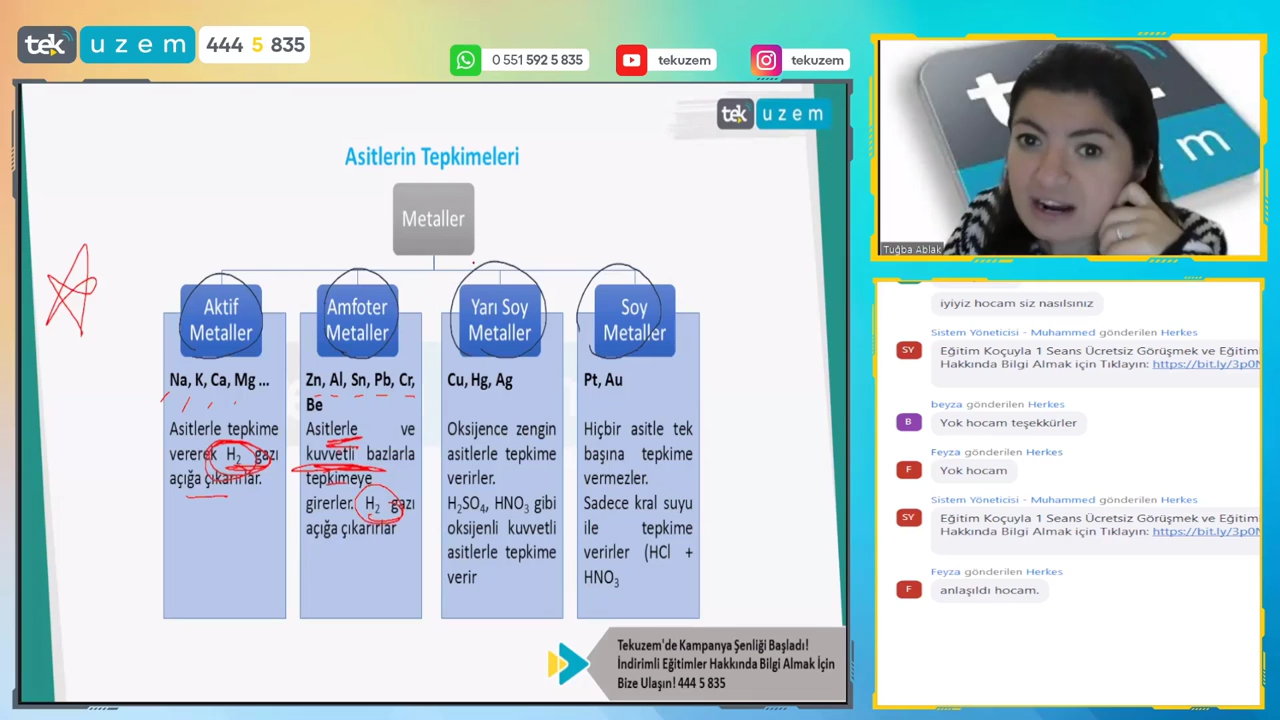 tek uzem 444 5 835
0 551 592 5 835
tekuzem
tekuzem
tek uzem
Asitlerin Tepkimeleri
Metaller
Aktif
Metaller
Na, K, Ca, Mg ...
Asitlerle tepkime
vererek H₂ gazı
açığa çıkarırlar.
Amfoter
Metaller
Zn, Al, Sn, Pb, Cr,
Be
Asitlerle ve
kuvvetli bazlarla
tepkimeye
girerler. H₂ gazı
açığa çıkarırlar
Yarı Soy
Metaller
Cu, Hg, Ag
Oksijence zengin
asitlerle tepkime
verirler.
H₂SO₄, HNO₃ gibi
oksijenli kuvvetli
asitlerle tepkime
verir
Soy
Metaller
Pt, Au
Hiçbir asitle tek
başına tepkime
vermezler.
Sadece kral suyu
ile tepkime
verirler (HCl +
HNO₃
Tekuzem'de Kampanya Şenliği Başladı!
İndirimli Eğitimler Hakkında Bilgi Almak İçin
Bize Ulaşın! 444 5 835
Tuğba Ablak
iyiyiz hocam siz nasılsınız
Sistem Yöneticisi - Muhammed gönderilen Herkes
SY
Eğitim Koçuyla 1 Seans Ücretsiz Görüşmek ve Eğitim
Hakkında Bilgi Almak için Tıklayın: https://bit.ly/3p0
beyza gönderilen Herkes
B
Yok hocam teşekkürler
Feyza gönderilen Herkes
F
Yok hocam
Sistem Yöneticisi - Muhammed gönderilen Herkes
SY
Eğitim Koçuyla 1 Seans Ücretsiz Görüşmek ve Eğitim
Hakkında Bilgi Almak için Tıklayın: https://bit.ly/3p0
Feyza gönderilen Herkes
F
anlaşıldı hocam.